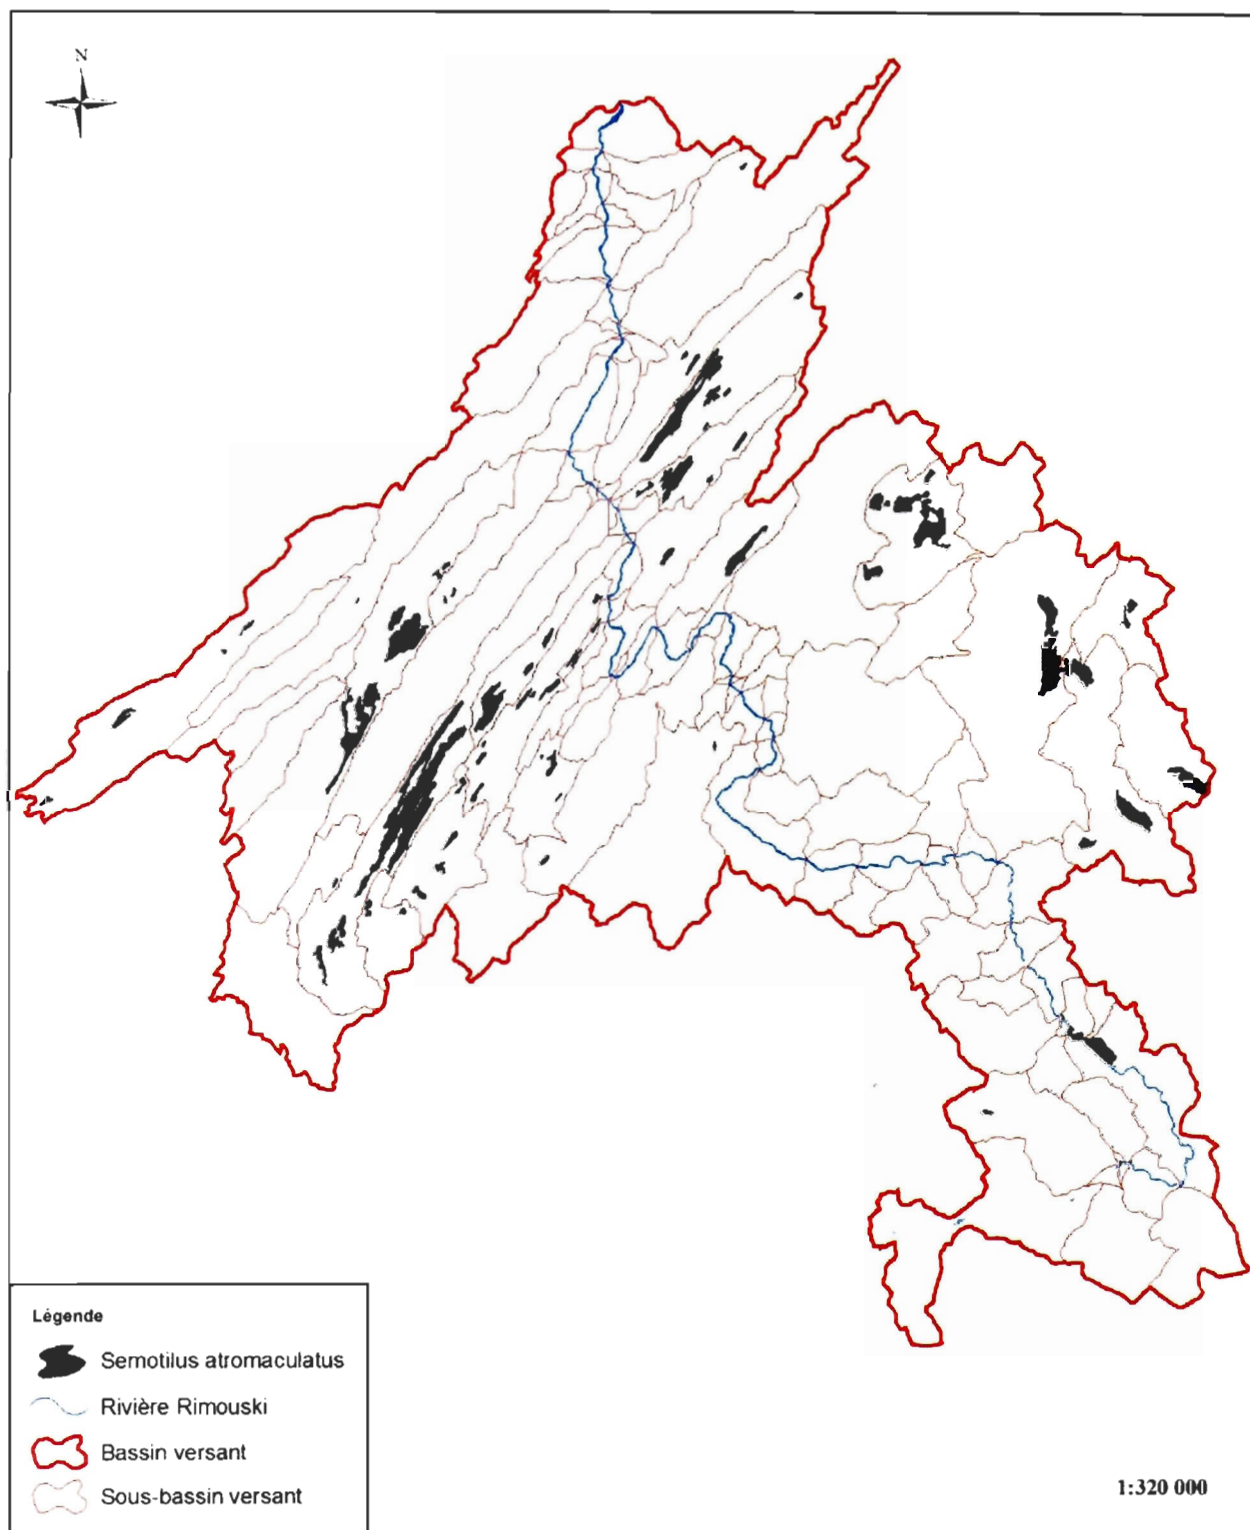 N
Légende
Semotilus atromaculatus
Rivière Rimouski
Bassin versant
Sous-bassin versant
1:320 000